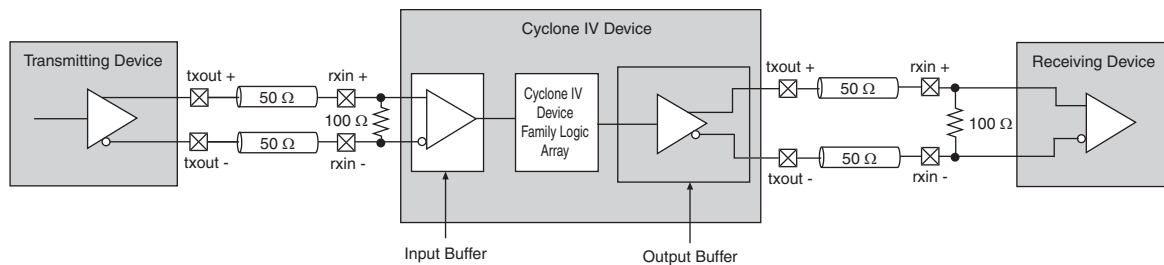 Cyclone IV Device
Transmitting Device
txout +
rxin +
50 Ω
100 Ω
50 Ω
txout -
rxin -
Cyclone IV
Device
Family Logic
Array
txout +
rxin +
50 Ω
100 Ω
50 Ω
txout -
rxin -
Receiving Device
Input Buffer
Output Buffer